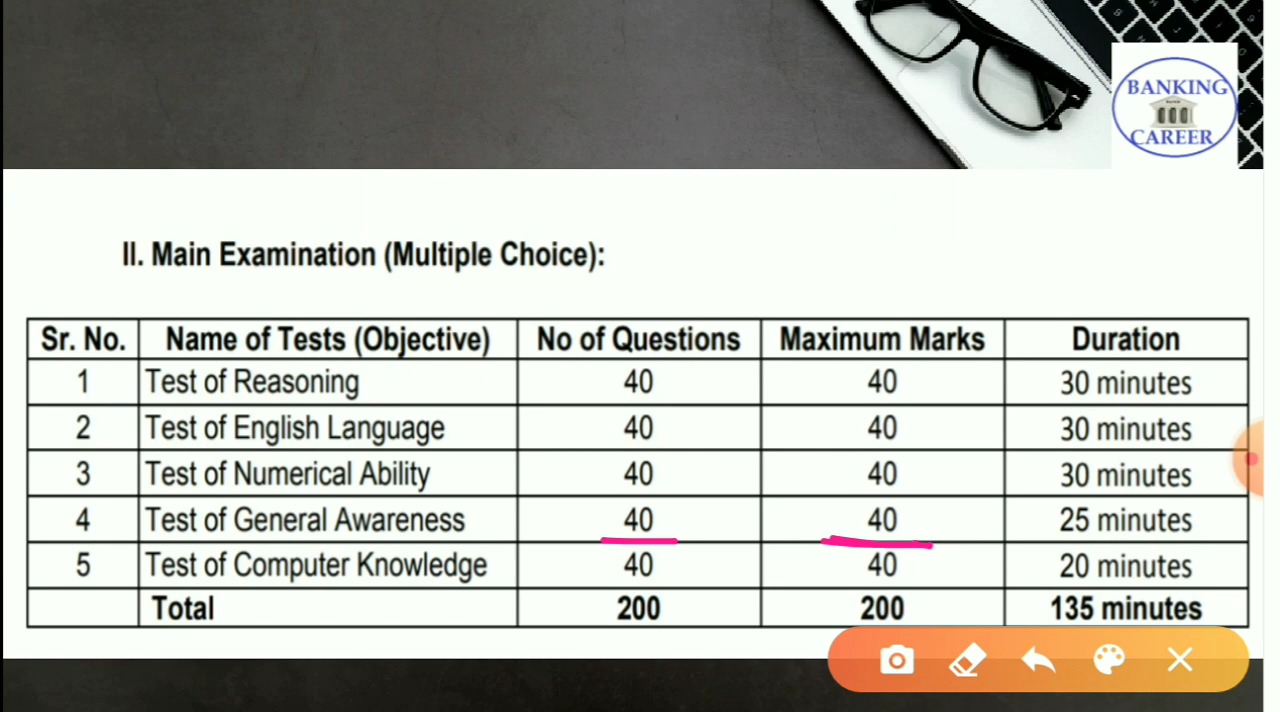 BANKING
CAREER
II. Main Examination (Multiple Choice):
Sr. No. Name of Tests (Objective) No of Questions Maximum Marks Duration
1 Test of Reasoning 40 40 30 minutes
2 Test of English Language 40 40 30 minutes
3 Test of Numerical Ability 40 40 30 minutes
4 Test of General Awareness 40 40 25 minutes
5 Test of Computer Knowledge 40 40 20 minutes
Total 200 200 135 minutes